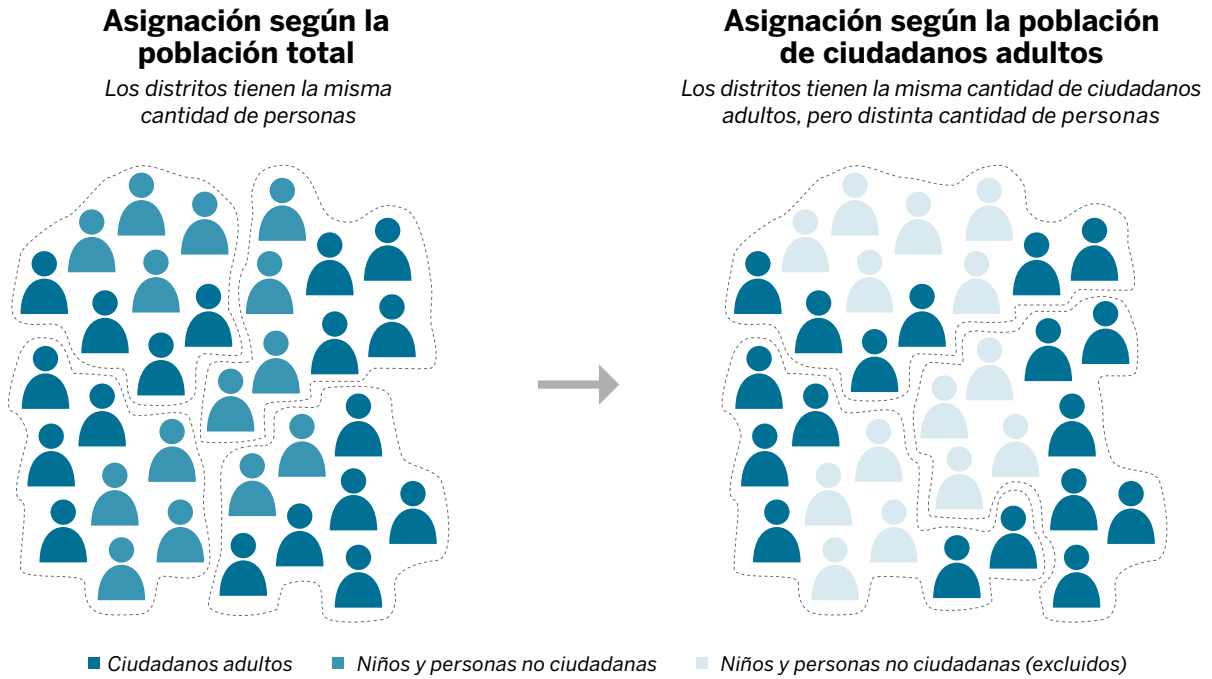 Asignación según la
población total
Los distritos tienen la misma
cantidad de personas
Asignación según la población
de ciudadanos adultos
Los distritos tienen la misma cantidad de ciudadanos
adultos, pero distinta cantidad de personas
Ciudadanos adultos
Niños y personas no ciudadanas
Niños y personas no ciudadanas (excluidos)